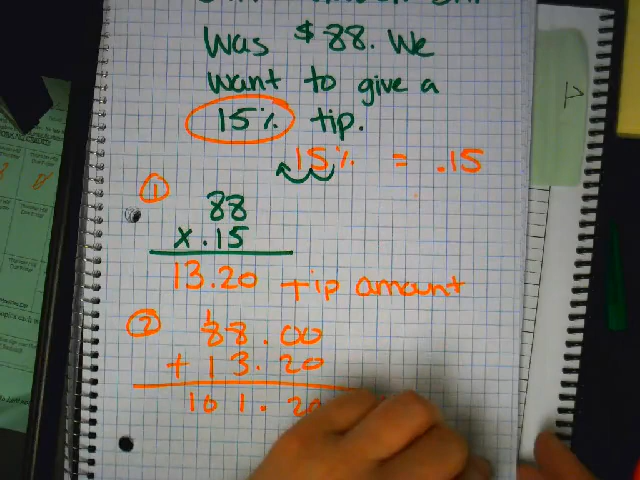 Was $88. We
want to give a
15% tip.
15% = .15
1
88
x .15
13.20 tip amount
2
1
88.00
+ 13.20
101.20